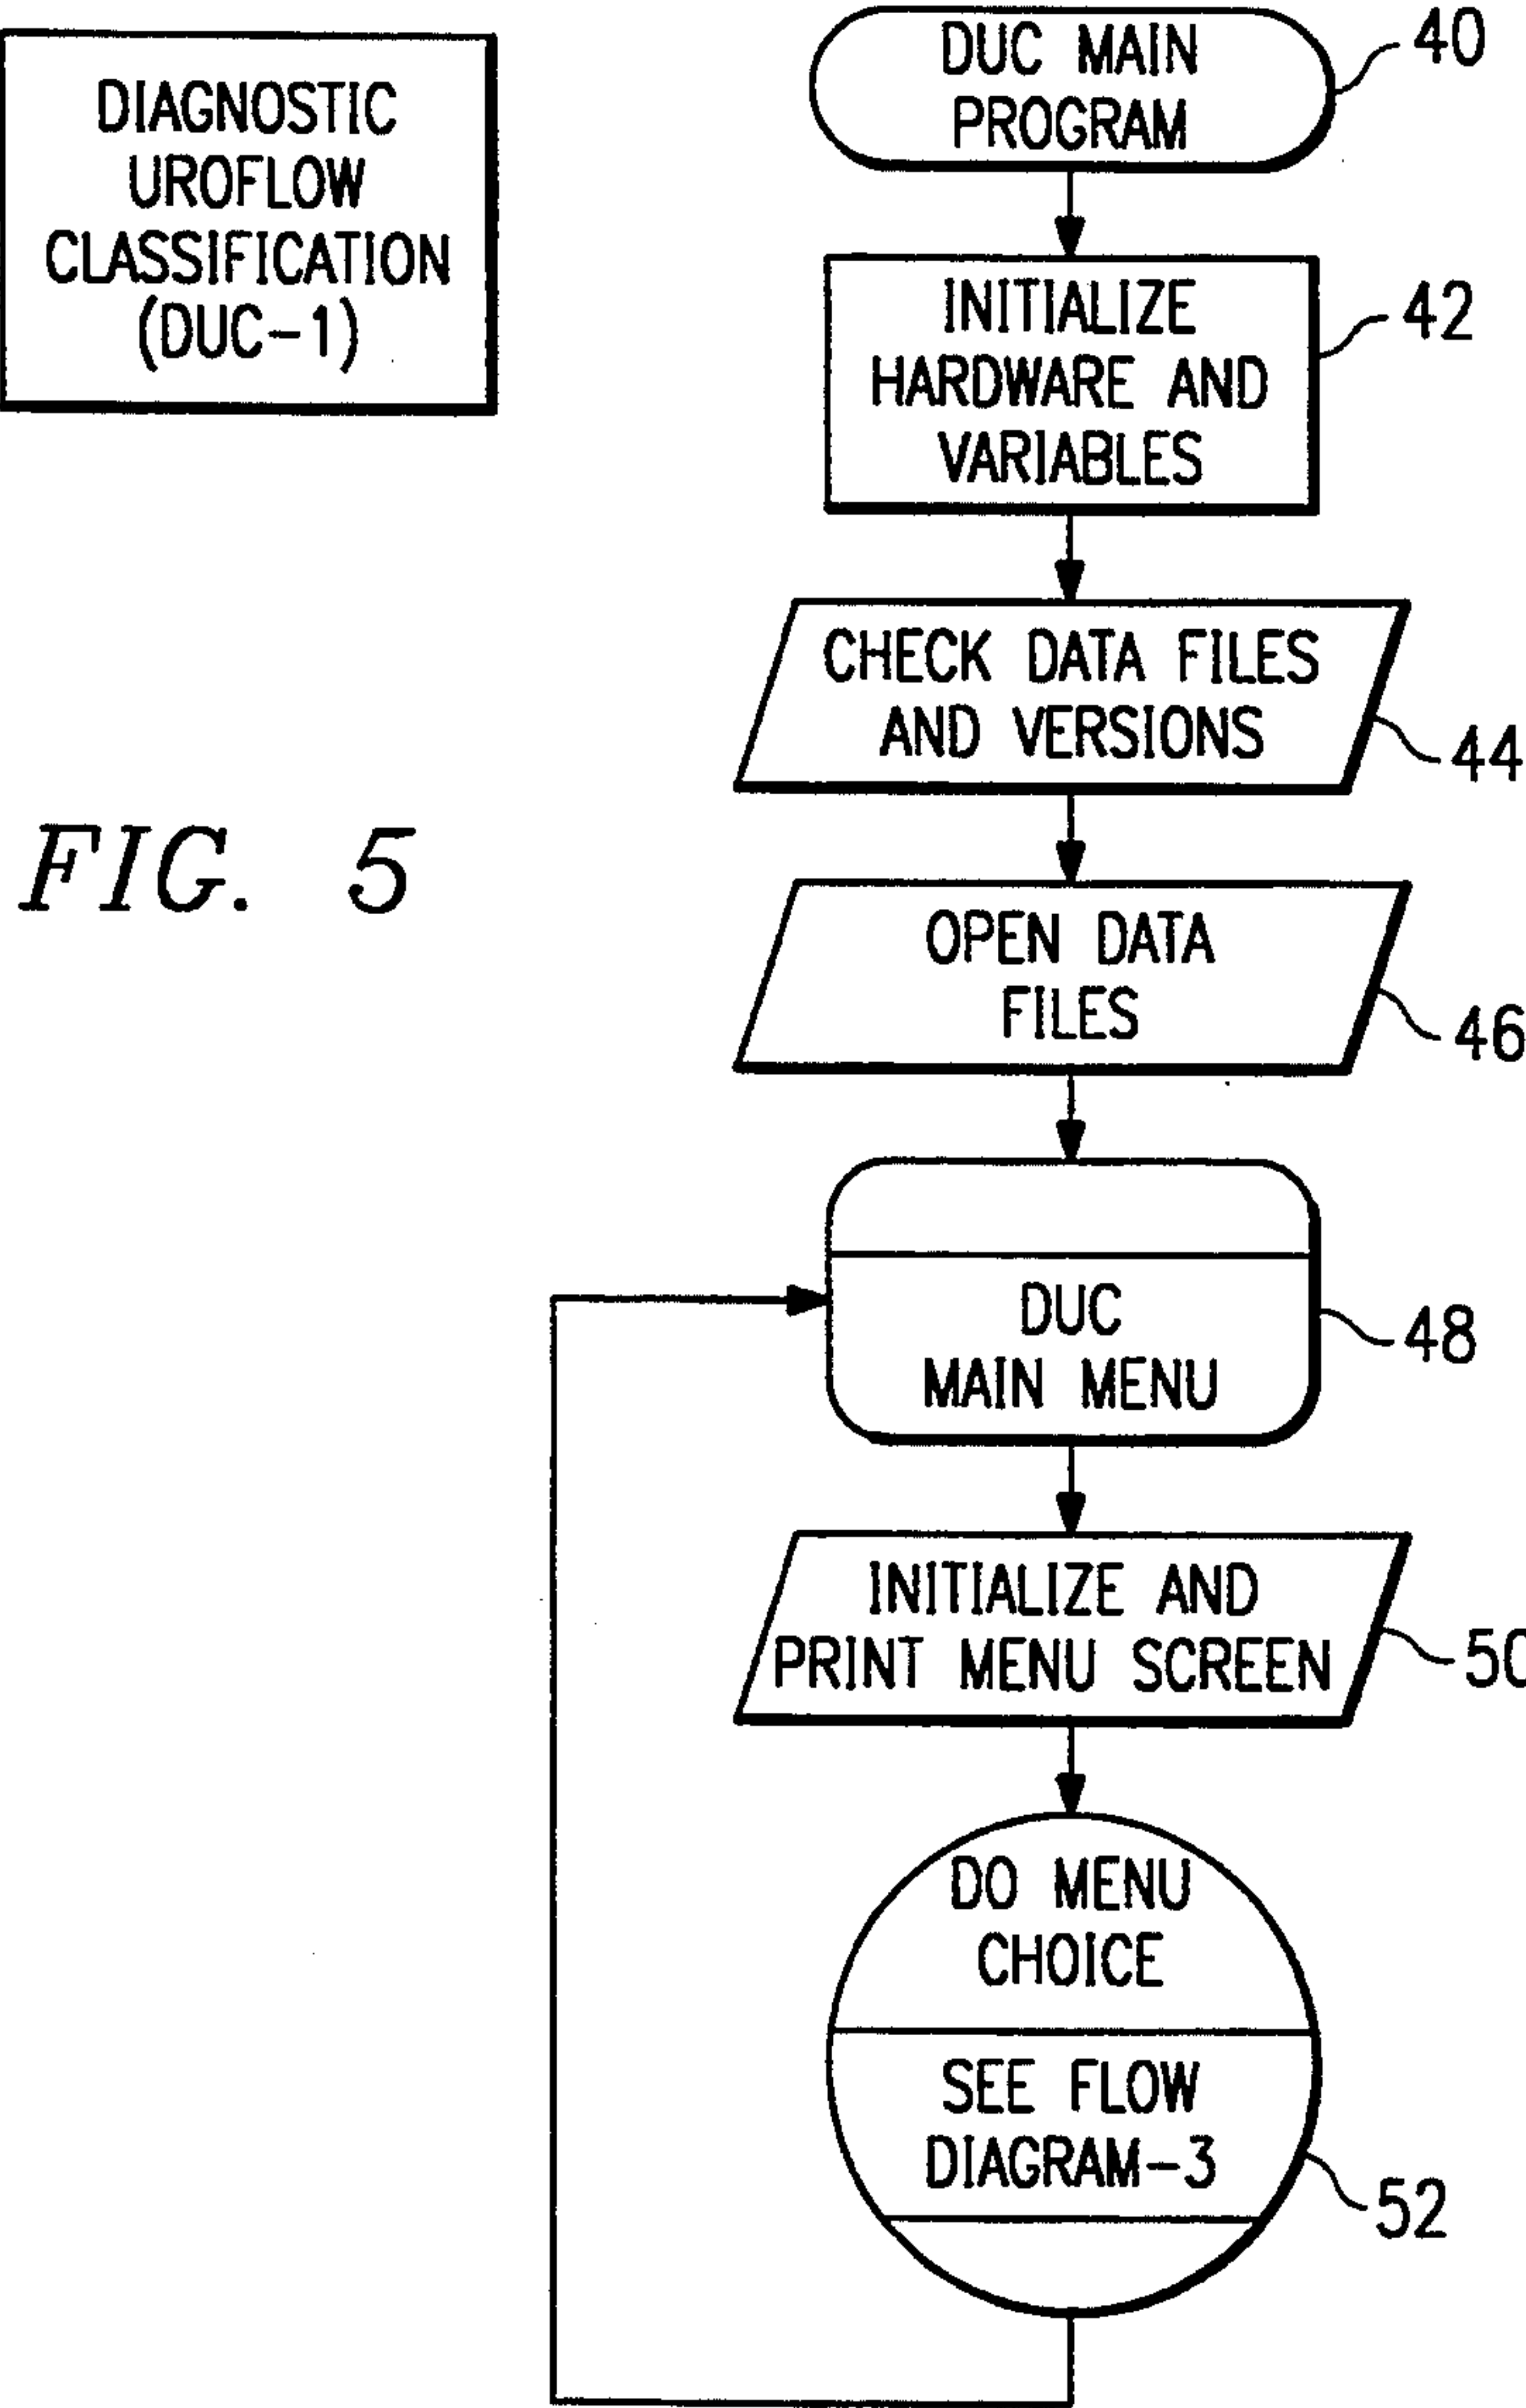 DIAGNOSTIC
UROFLOW
CLASSIFICATION
(DUC-1)
FIG. 5
DUC MAIN
PROGRAM
40
INITIALIZE
HARDWARE AND
VARIABLES
42
CHECK DATA FILES
AND VERSIONS
44
OPEN DATA
FILES
46
DUC
MAIN MENU
48
INITIALIZE AND
PRINT MENU SCREEN
50
DO MENU
CHOICE
SEE FLOW
DIAGRAM-3
52